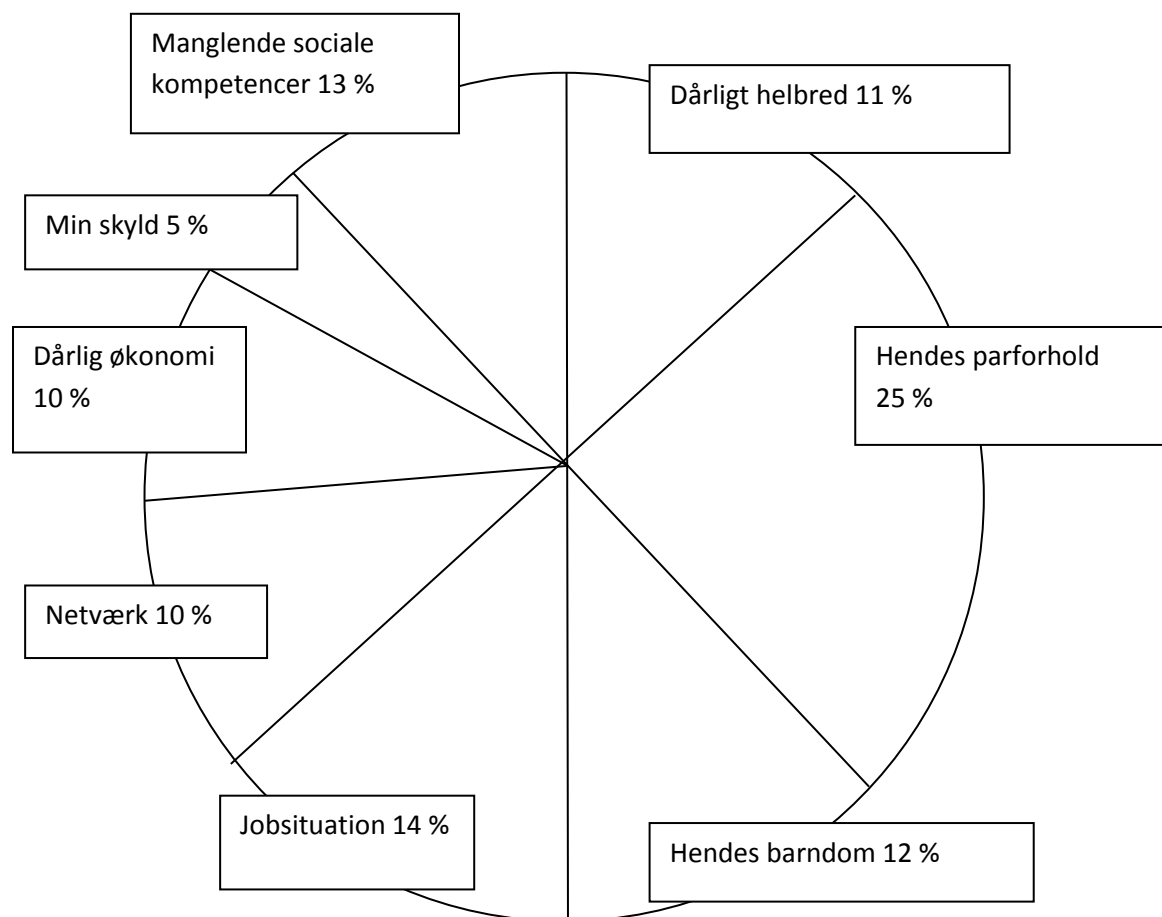 Manglende sociale
kompetencer 13 %
Dårligt helbred 11 %
Min skyld 5 %
Dårlig økonomi
10 %
Hendes parforhold
25 %
Netværk 10 %
Jobsituation 14 %
Hendes barndom 12 %